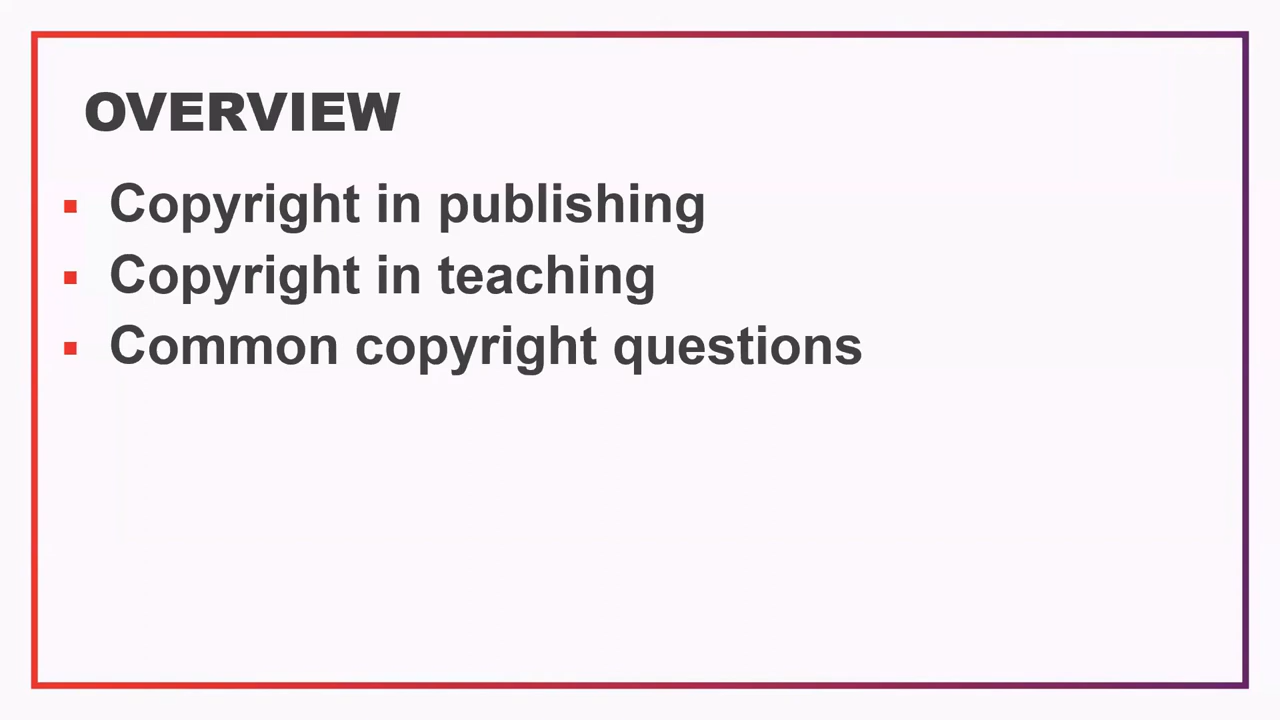 OVERVIEW
▪ Copyright in publishing
▪ Copyright in teaching
▪ Common copyright questions